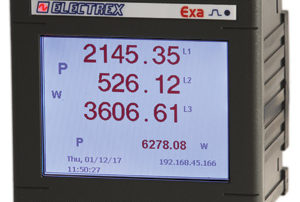 ELECTREX Exa
2145.35 L1
P 526.12 L2
W 3606.61 L3
P 6278.08 W
Thu, 01/12/17 192.168.45.166
11:50:27